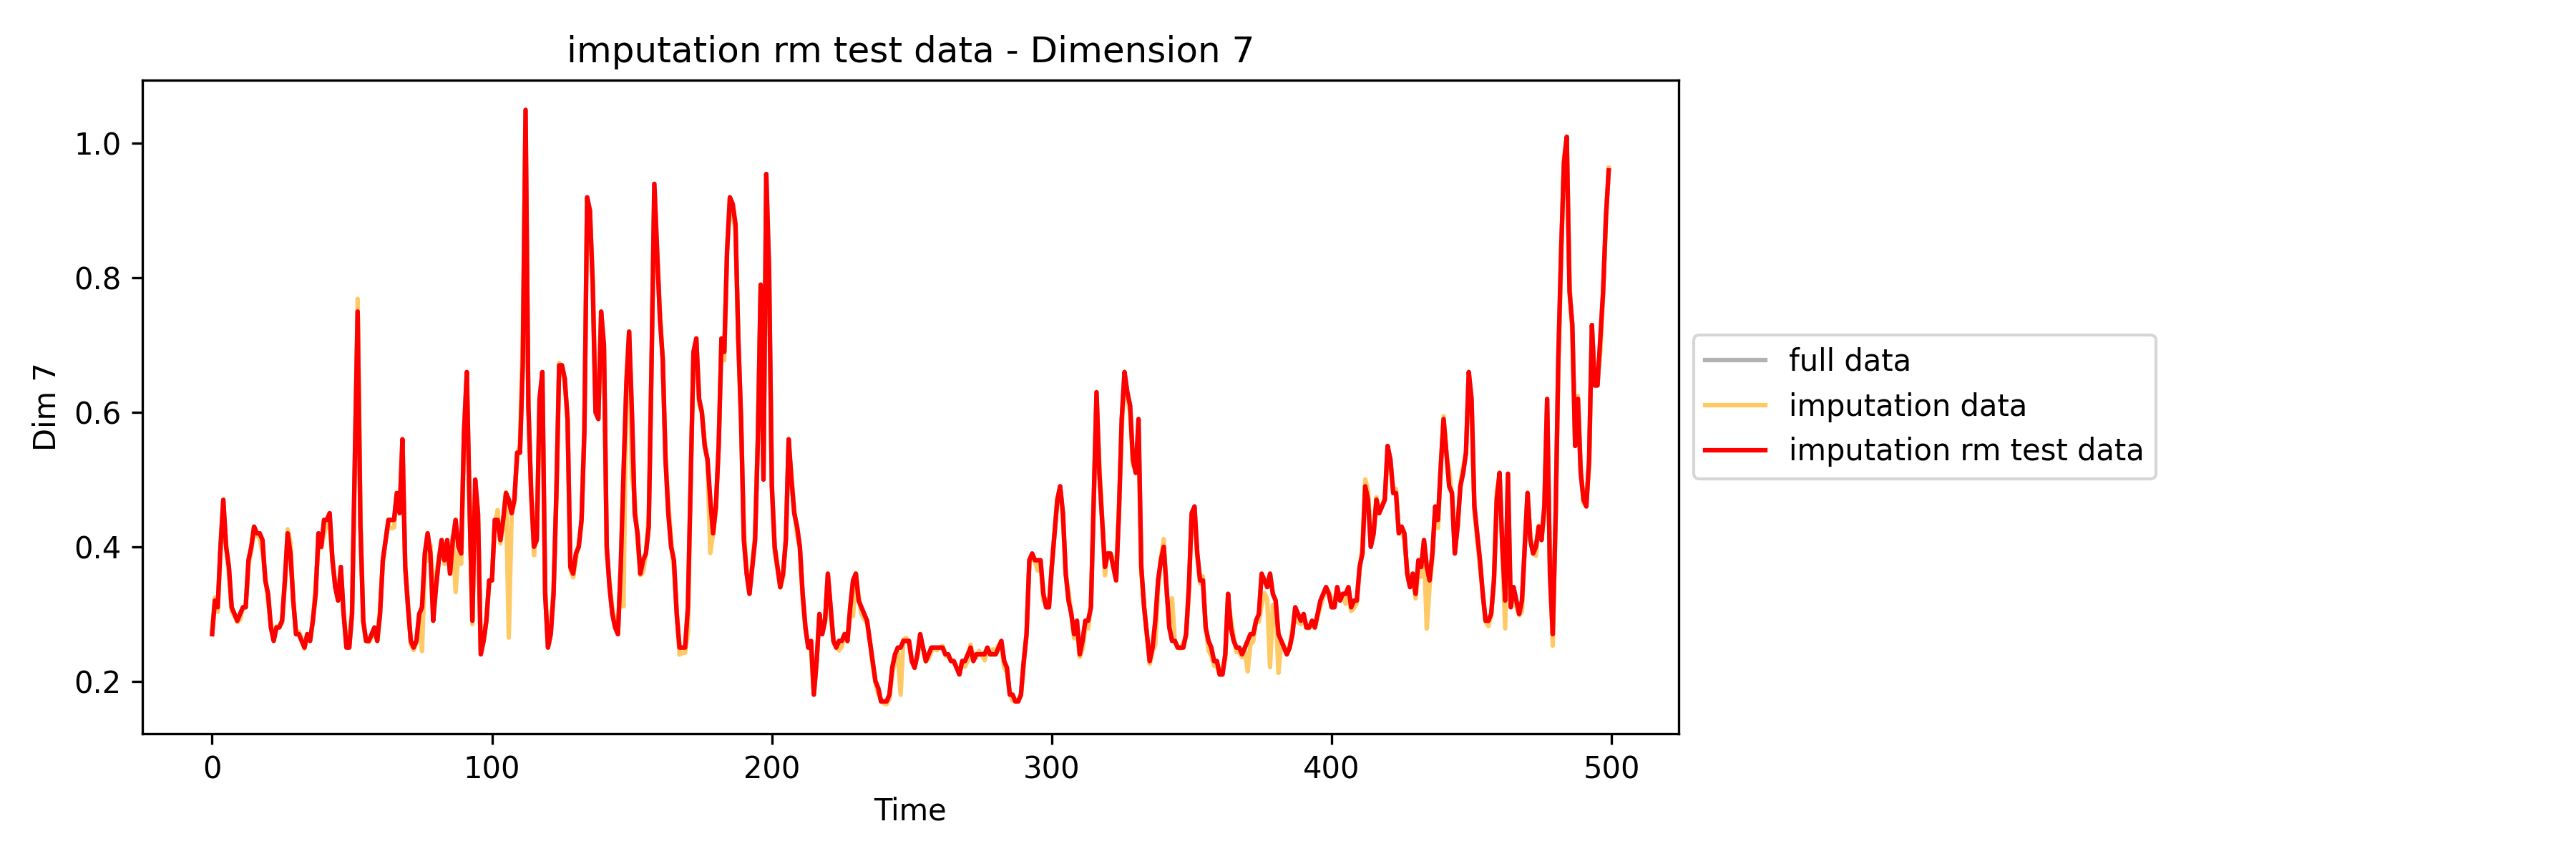 imputation rm test data - Dimension 7
1.0
0.8
0.6
0.4
0.2
Dim 7
0 100 200 300 400 500
Time
full data
imputation data
imputation rm test data